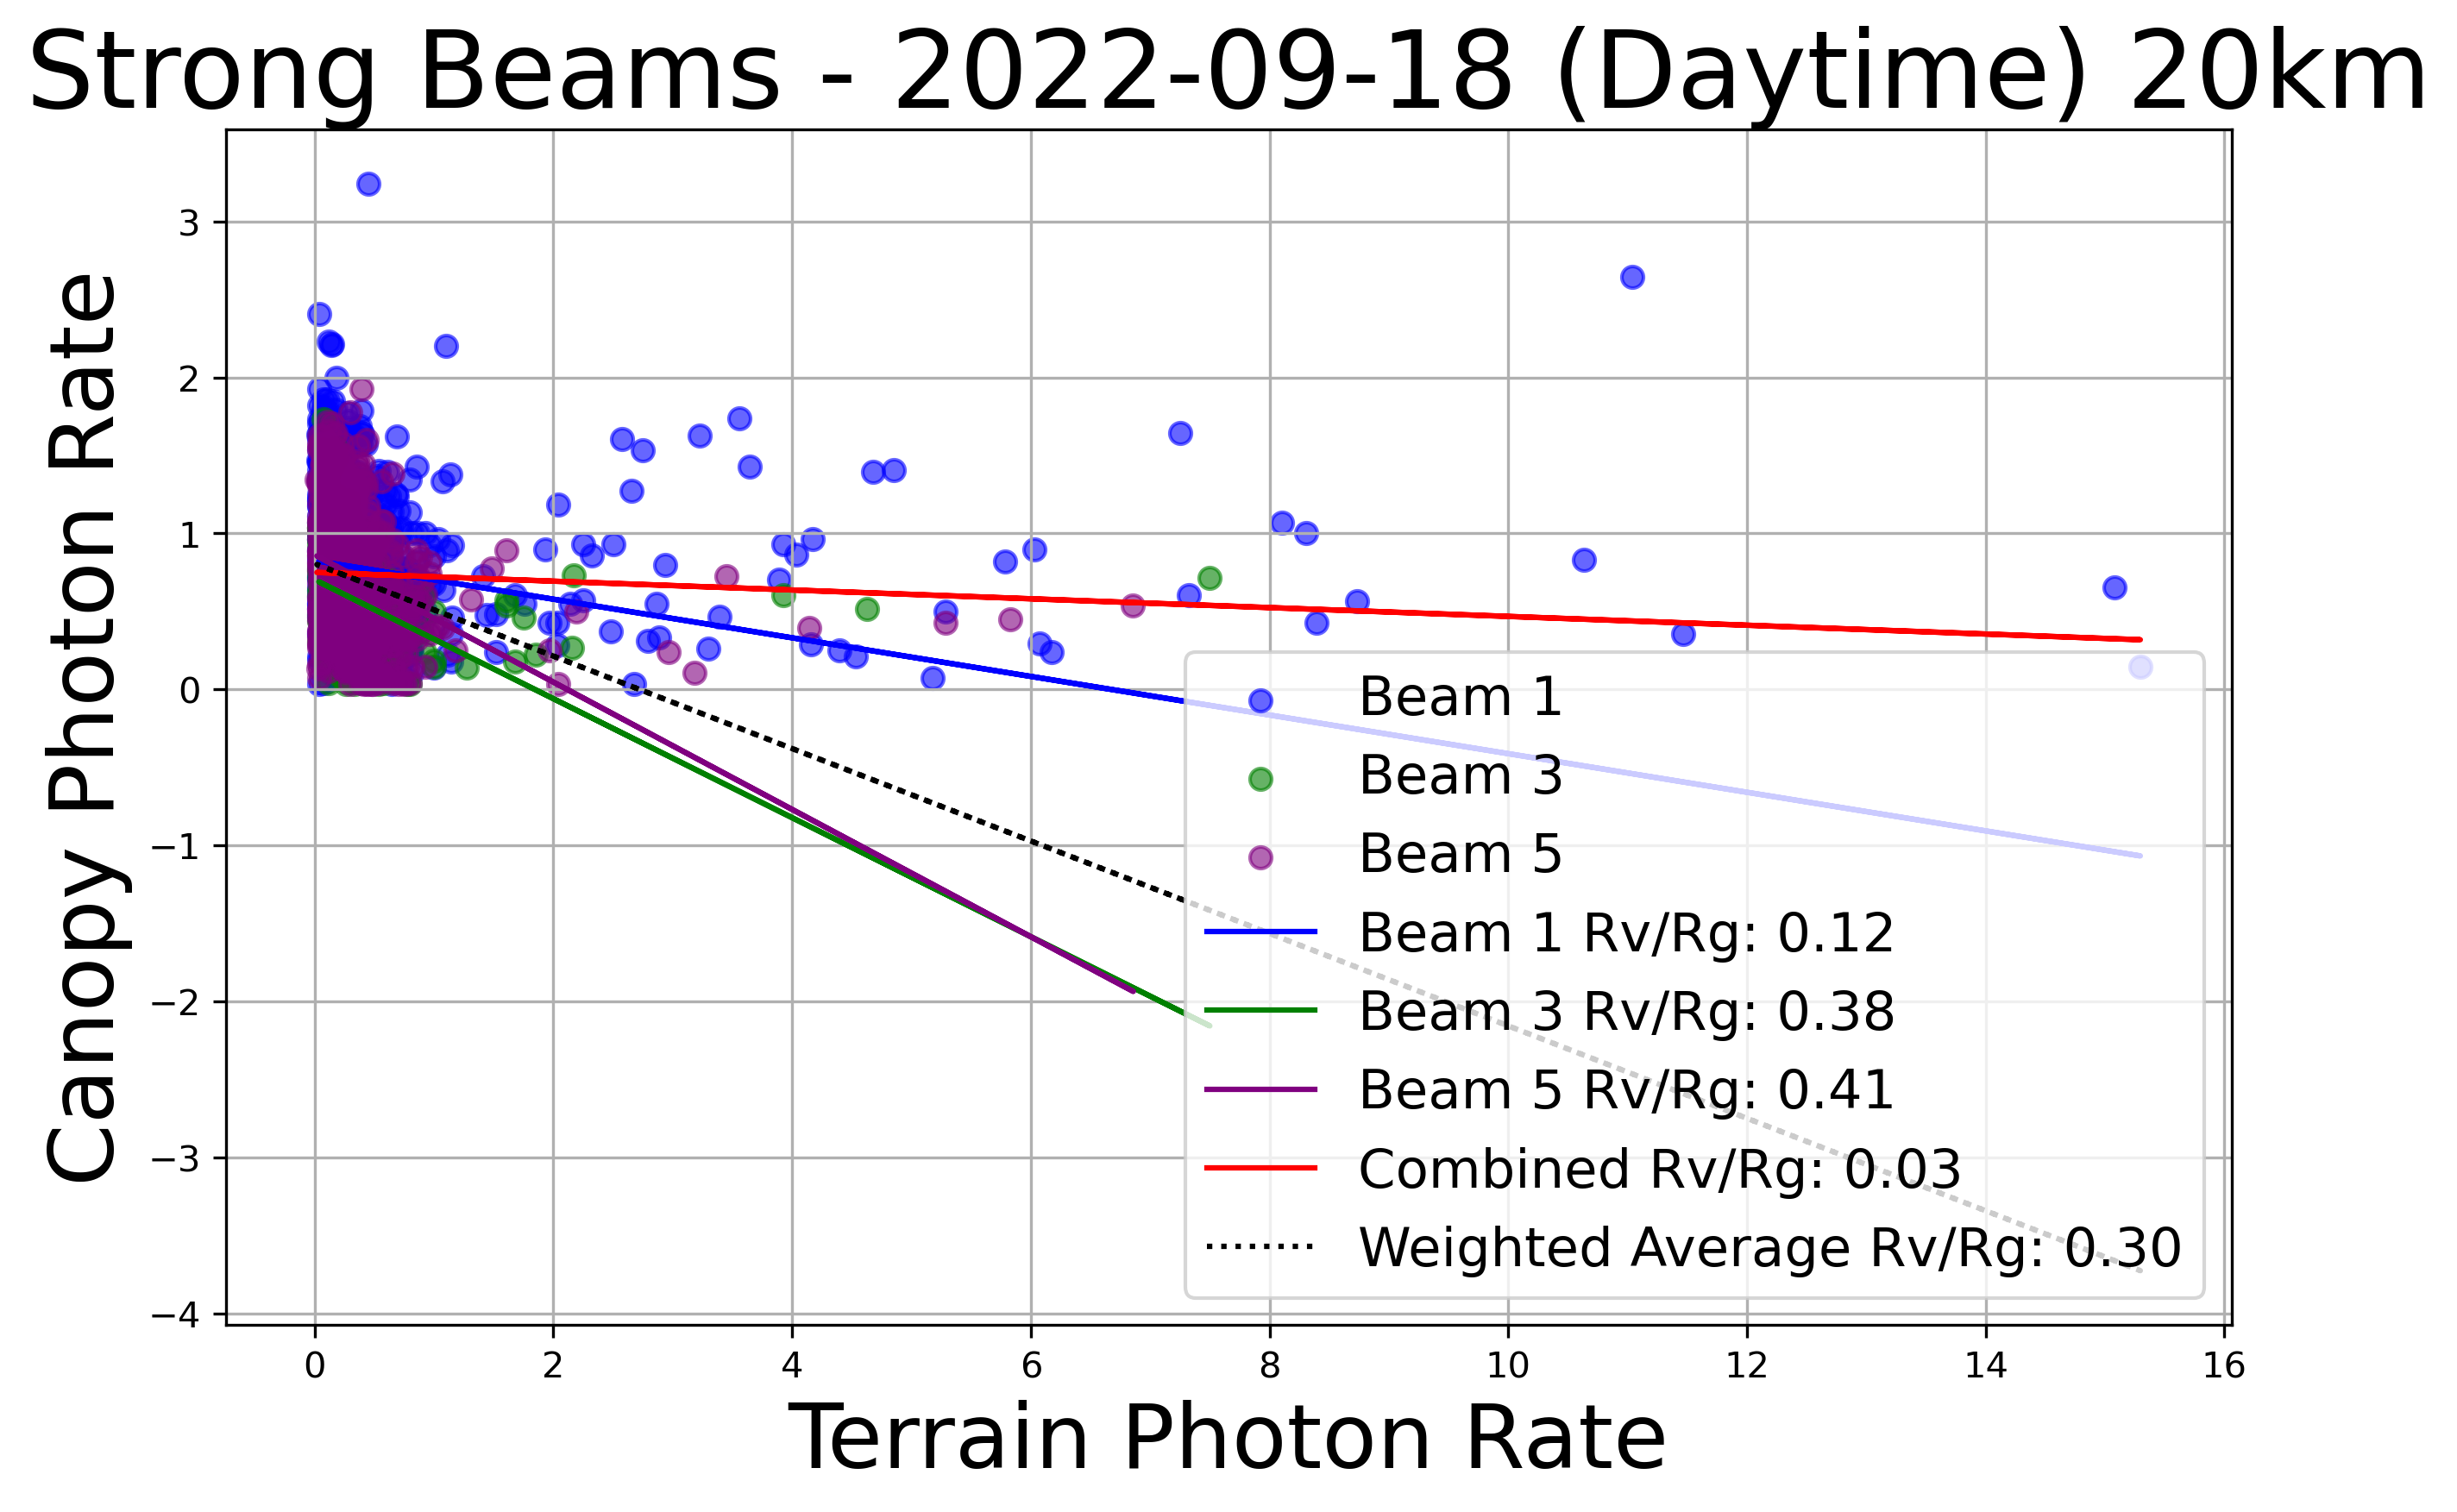 Strong Beams - 2022-09-18 (Daytime) 20km
Canopy Photon Rate
3
2
1
0
−1
−2
−3
−4
0 2 4 6 8 10 12 14 16
Terrain Photon Rate
Beam 1
Beam 3
Beam 5
Beam 1 Rv/Rg: 0.12
Beam 3 Rv/Rg: 0.38
Beam 5 Rv/Rg: 0.41
Combined Rv/Rg: 0.03
Weighted Average Rv/Rg: 0.30